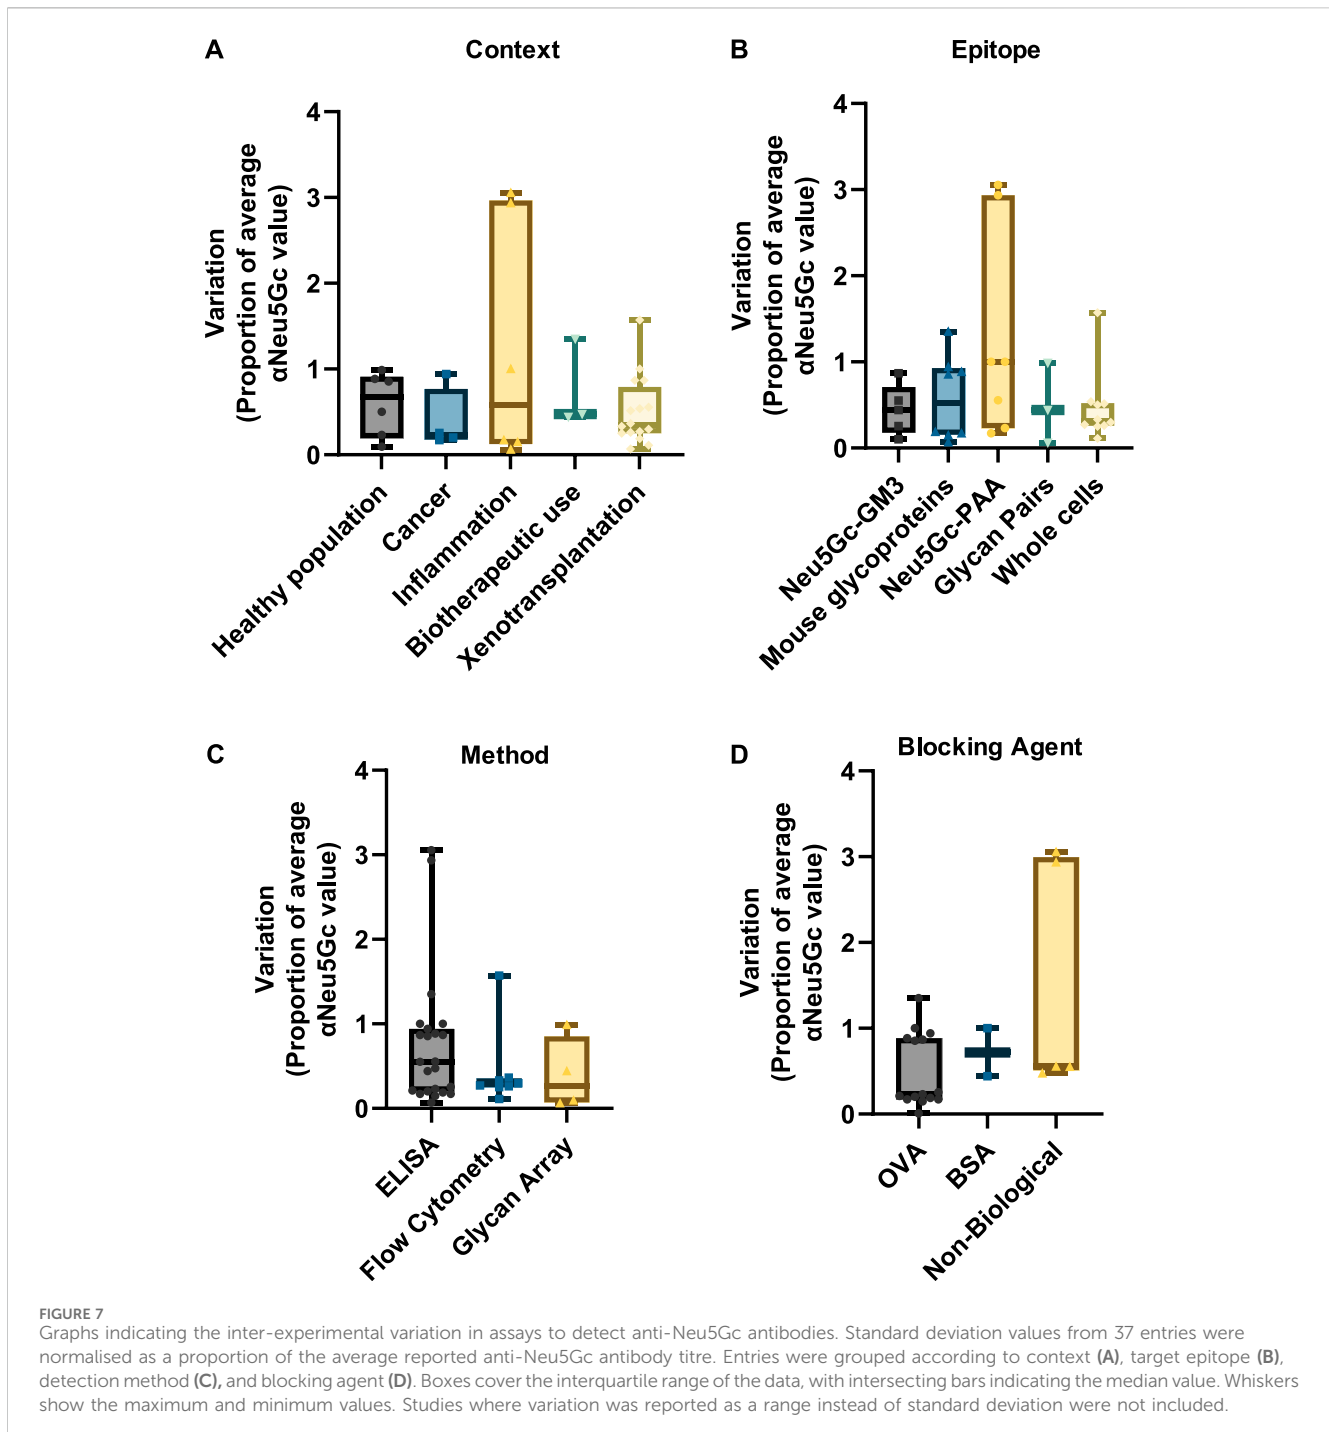 A
Context
Variation
(Proportion of average
αNeu5Gc value)
4
3
2
1
0
Healthy population
Cancer
Inflammation
Biotherapeutic use
Xenotransplantation
B
Epitope
Variation
(Proportion of average
αNeu5Gc value)
4
3
2
1
0
Neu5Gc-GM3
Mouse glycoproteins
Neu5Gc-PAA
Glycan Pairs
Whole cells
C
Method
Variation
(Proportion of average
αNeu5Gc value)
4
3
2
1
0
ELISA
Flow Cytometry
Glycan Array
D
Blocking Agent
Variation
(Proportion of average
αNeu5Gc value)
4
3
2
1
0
OVA
BSA
Non-Biological
FIGURE 7
Graphs indicating the inter-experimental variation in assays to detect anti-Neu5Gc antibodies. Standard deviation values from 37 entries were
normalised as a proportion of the average reported anti-Neu5Gc antibody titre. Entries were grouped according to context (A), target epitope (B),
detection method (C), and blocking agent (D). Boxes cover the interquartile range of the data, with intersecting bars indicating the median value. Whiskers
show the maximum and minimum values. Studies where variation was reported as a range instead of standard deviation were not included.